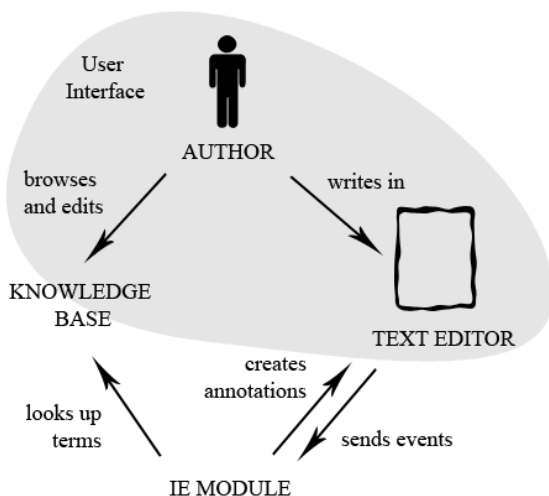 User
Interface
AUTHOR
browses
and edits
writes in
KNOWLEDGE
BASE
TEXT EDITOR
creates
annotations
looks up
terms
sends events
IE MODULE